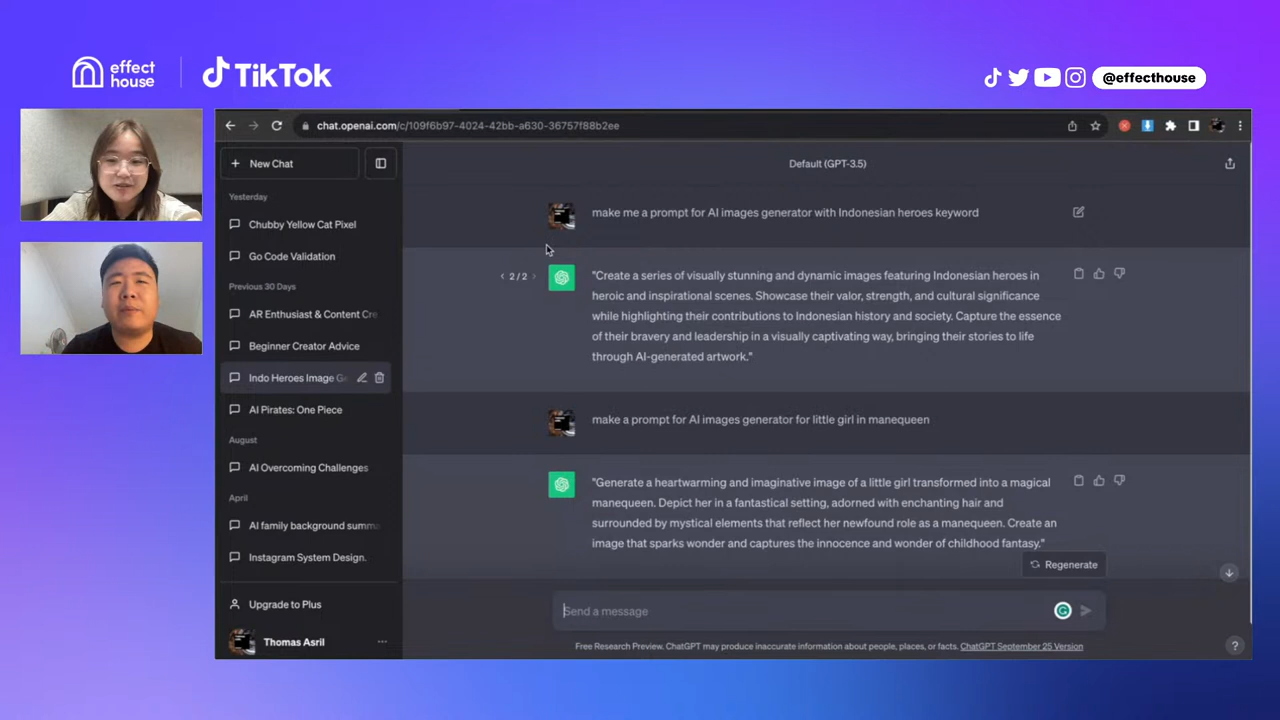 effect house
TikTok
@effecthouse
chat.openai.com/c/109f6b97-4024-42bb-a630-36757f88b2ee
New Chat
Default (GPT-3.5)
Yesterday
Chubby Yellow Cat Pixel
Go Code Validation
Previous 30 Days
AR Enthusiast & Content Cre
Beginner Creator Advice
Indo Heroes Image Ge
AI Pirates: One Piece
August
AI Overcoming Challenges
April
AI family background summa
Instagram System Design.
Upgrade to Plus
Thomas Asril
make me a prompt for AI images generator with Indonesian heroes keyword
2 / 2
"Create a series of visually stunning and dynamic images featuring Indonesian heroes in
heroic and inspirational scenes. Showcase their valor, strength, and cultural significance
while highlighting their contributions to Indonesian history and society. Capture the essence
of their bravery and leadership in a visually captivating way, bringing their stories to life
through AI-generated artwork."
make a prompt for AI images generator for little girl in manequeen
"Generate a heartwarming and imaginative image of a little girl transformed into a magical
manequeen. Depict her in a fantastical setting, adorned with enchanting hair and
surrounded by mystical elements that reflect her newfound role as a manequeen. Create an
image that sparks wonder and captures the innocence and wonder of childhood fantasy."
Regenerate
Send a message
Free Research Preview. ChatGPT may produce inaccurate information about people, places, or facts. ChatGPT September 25 Version
?